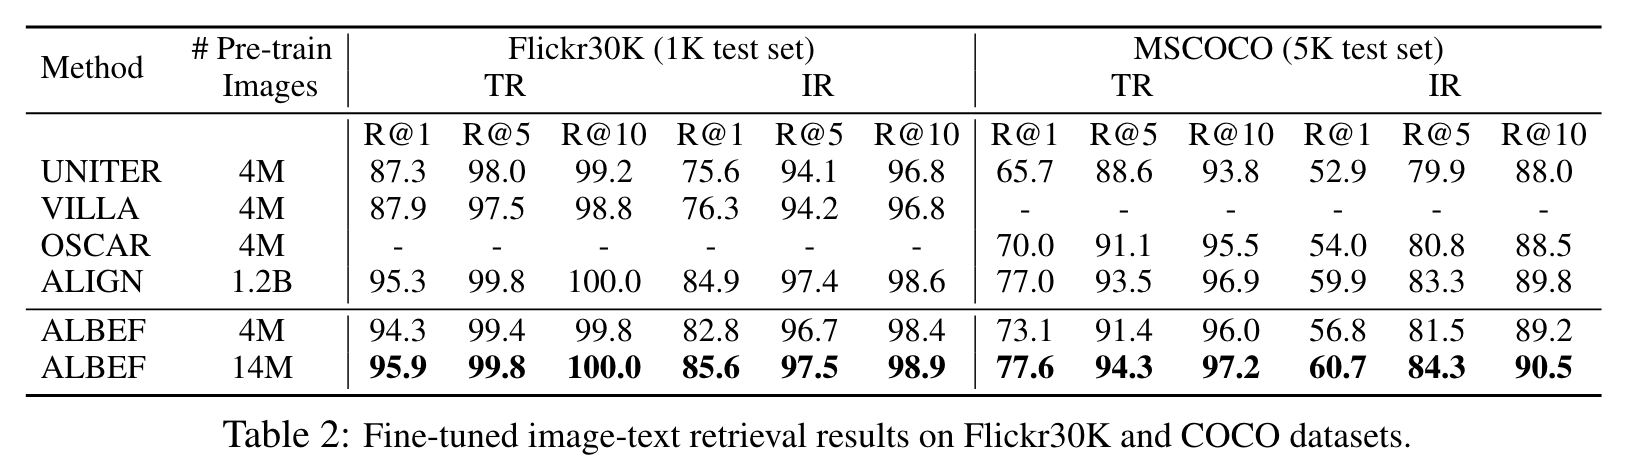 Method # Pre-train Images Flickr30K (1K test set) MSCOCO (5K test set)
TR IR TR IR
R@1 R@5 R@10 R@1 R@5 R@10 R@1 R@5 R@10 R@1 R@5 R@10
UNITER 4M 87.3 98.0 99.2 75.6 94.1 96.8 65.7 88.6 93.8 52.9 79.9 88.0
VILLA 4M 87.9 97.5 98.8 76.3 94.2 96.8 - - - - - -
OSCAR 4M - - - - - - 70.0 91.1 95.5 54.0 80.8 88.5
ALIGN 1.2B 95.3 99.8 100.0 84.9 97.4 98.6 77.0 93.5 96.9 59.9 83.3 89.8
ALBEF 4M 94.3 99.4 99.8 82.8 96.7 98.4 73.1 91.4 96.0 56.8 81.5 89.2
ALBEF 14M 95.9 99.8 100.0 85.6 97.5 98.9 77.6 94.3 97.2 60.7 84.3 90.5
Table 2: Fine-tuned image-text retrieval results on Flickr30K and COCO datasets.